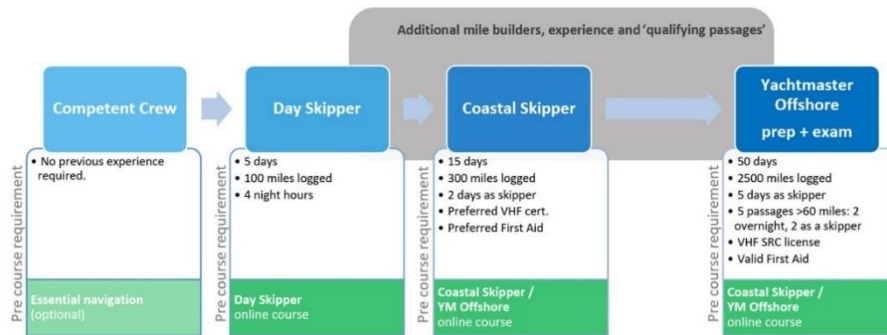 Additional mile builders, experience and ‘qualifying passages’
Competent Crew
Pre course requirement
• No previous experience
required.
Essential navigation
(optional)
Day Skipper
Pre course requirement
• 5 days
• 100 miles logged
• 4 night hours
Day Skipper
online course
Coastal Skipper
Pre course requirement
• 15 days
• 300 miles logged
• 2 days as skipper
• Preferred VHF cert.
• Preferred First Aid
Coastal Skipper /
YM Offshore
online course
Yachtmaster
Offshore
prep + exam
Pre course requirement
• 50 days
• 2500 miles logged
• 5 days as skipper
• 5 passages >60 miles: 2
overnight, 2 as a skipper
• VHF SRC license
• Valid First Aid
Coastal Skipper /
YM Offshore
online course